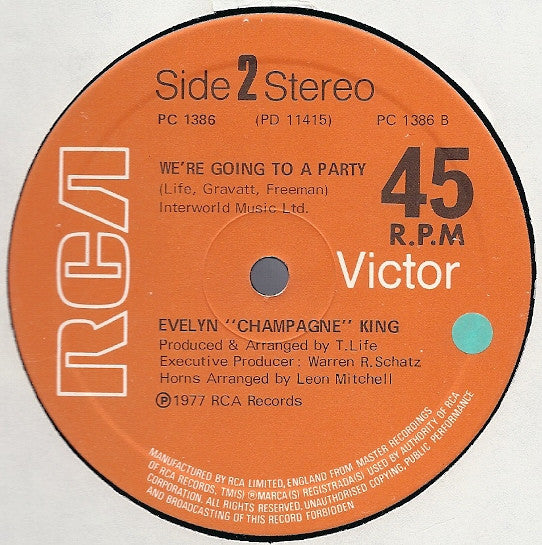 Side 2 Stereo
PC 1386 (PD 11415) PC 1386 B
WE'RE GOING TO A PARTY
(Life, Gravatt, Freeman)
Interworld Music Ltd.
45
R.P.M
RCA
Victor
EVELYN "CHAMPAGNE" KING
Produced & Arranged by T.Life
Executive Producer: Warren R.Schatz
Horns Arranged by Leon Mitchell
Ⓟ1977 RCA Records
MANUFACTURED BY RCA LIMITED, ENGLAND FROM MASTER RECORDINGS
OF RCA RECORDS, TM(S) ®MARCA(S) REGISTRADA(S) USED BY AUTHORITY OF RCA
CORPORATION. ALL RIGHTS RESERVED. UNAUTHORISED COPYING, PUBLIC PERFORMANCE
AND BROADCASTING OF THIS RECORD FORBIDDEN